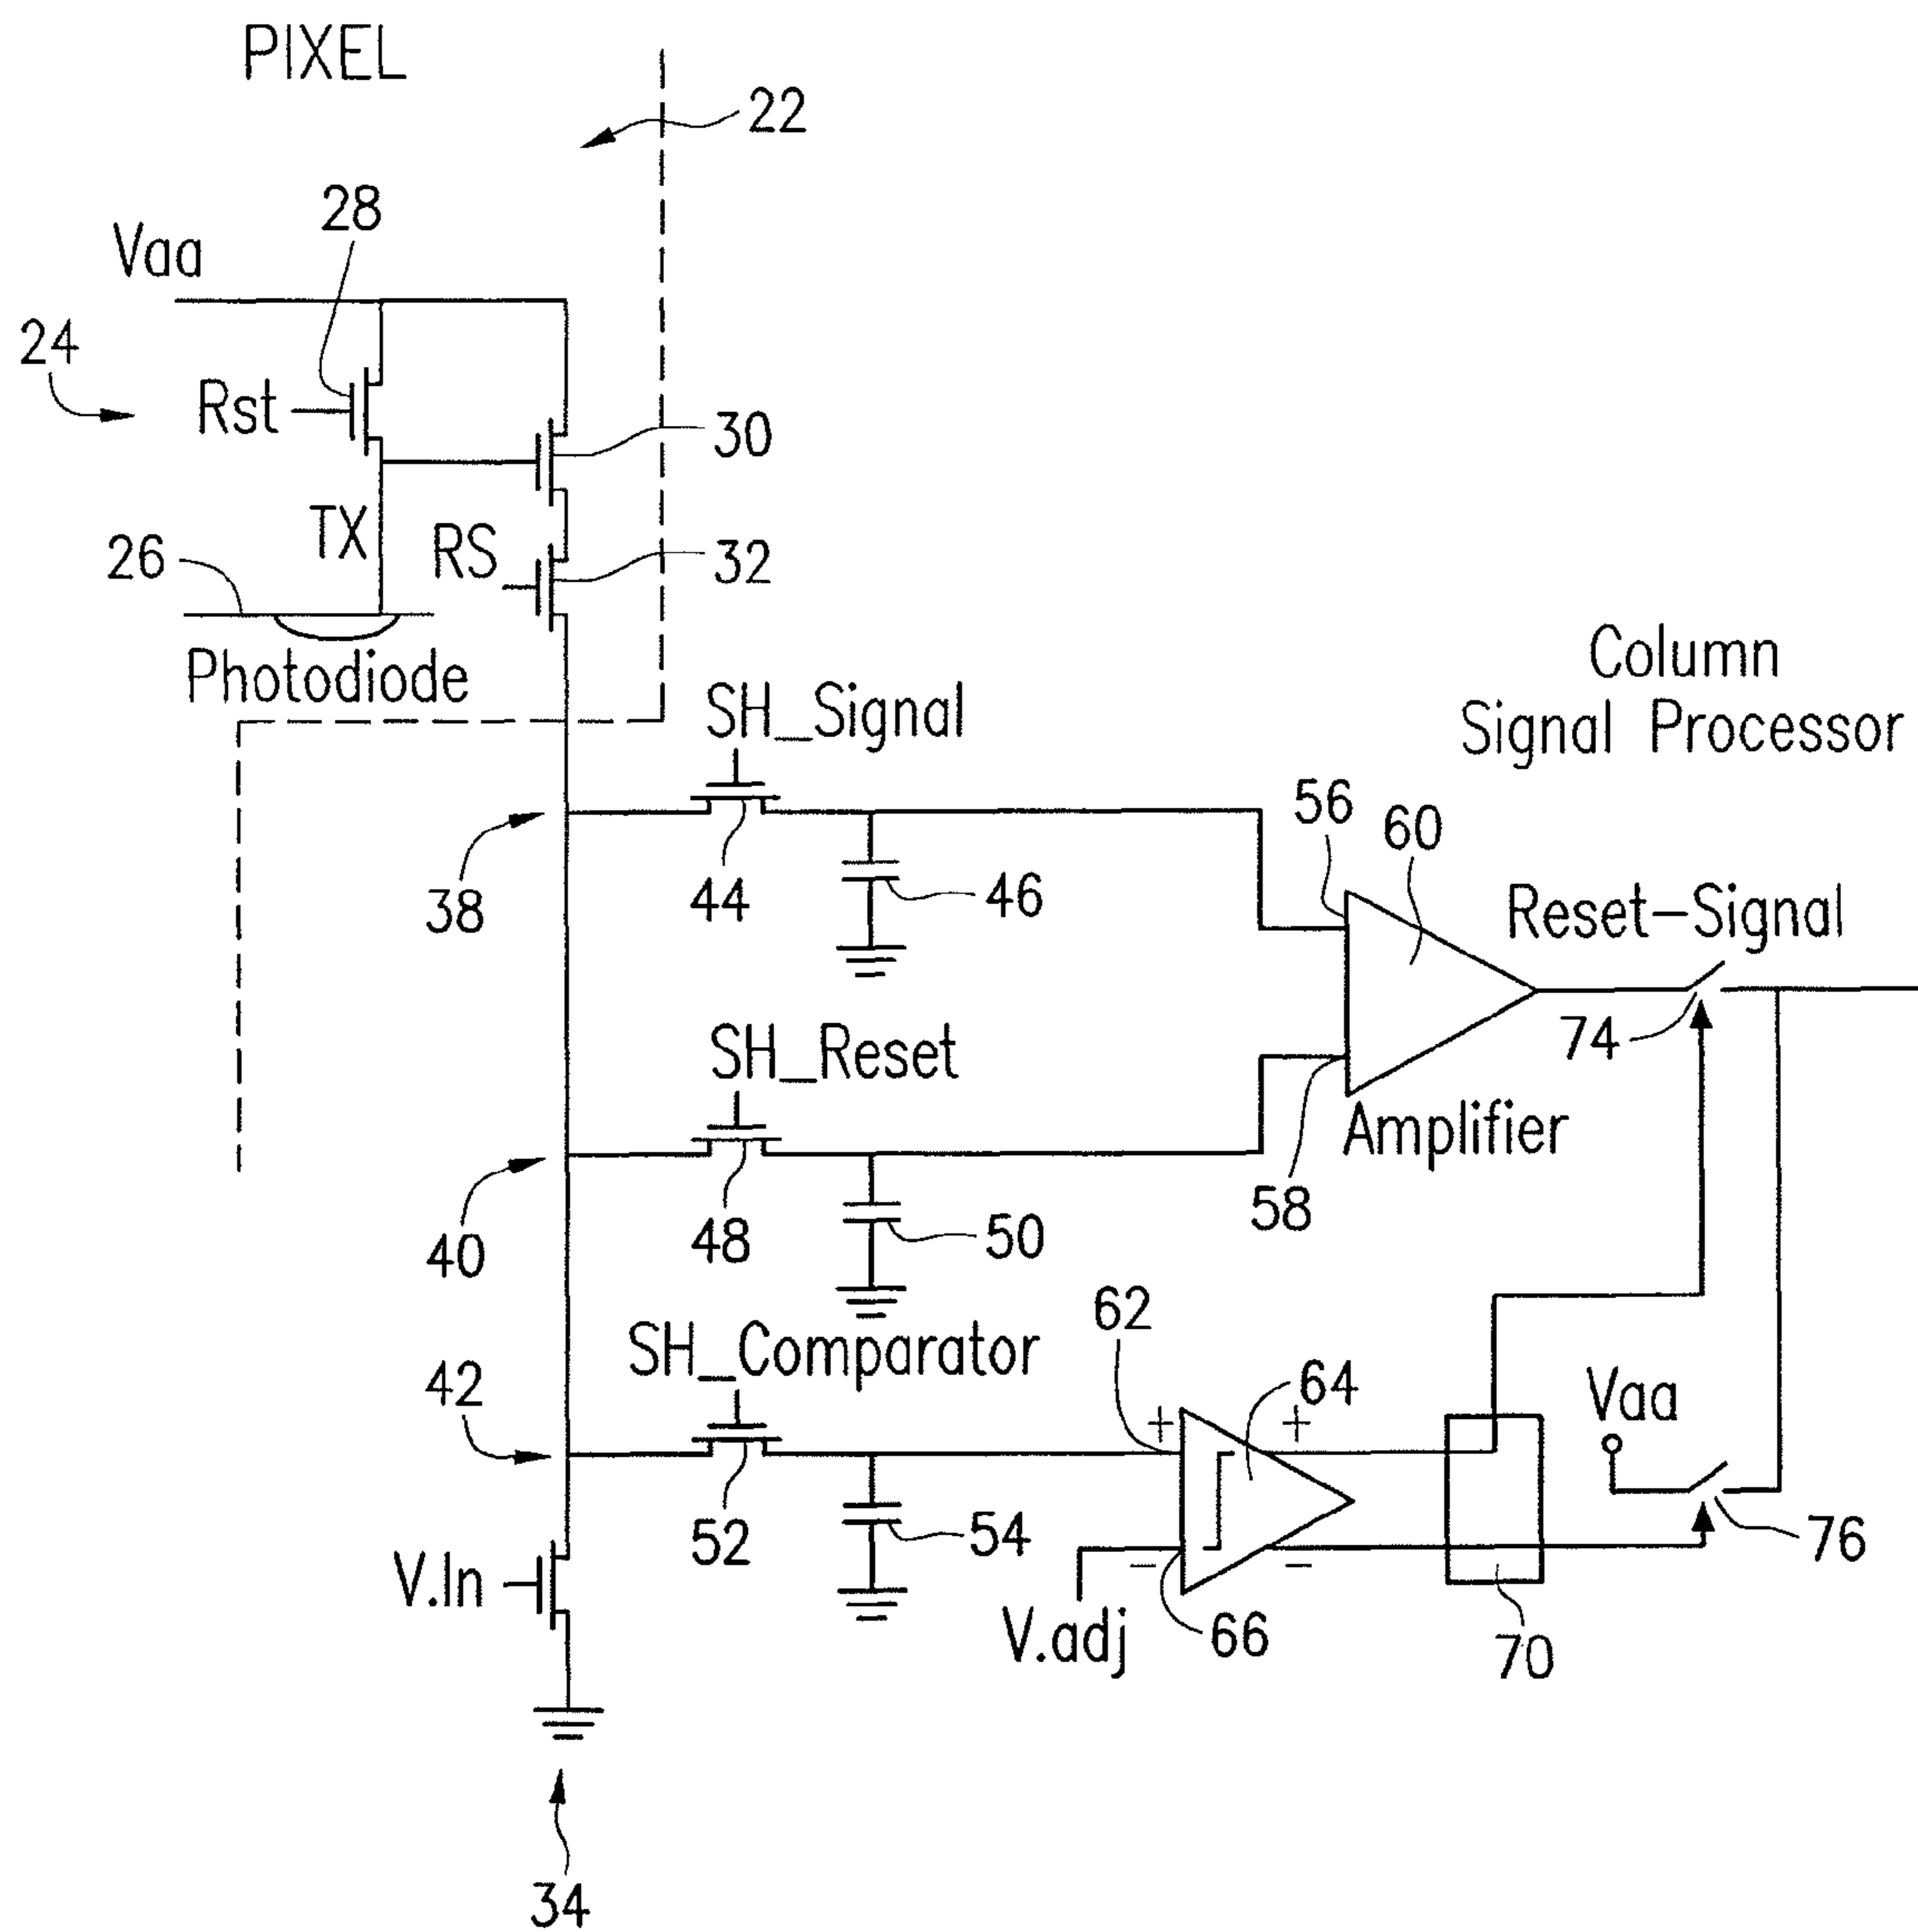 PIXEL
22
28
Vaa
24
Rst
30
TX
RS
32
26
Photodiode
Column
Signal Processor
SH_Signal
56
60
38
44
46
Reset-Signal
74
SH_Reset
Amplifier
58
40
48
50
62
SH_Comparator
42
64
Vaa
+
+
52
54
76
V.In
−
−
V.adj
66
70
34